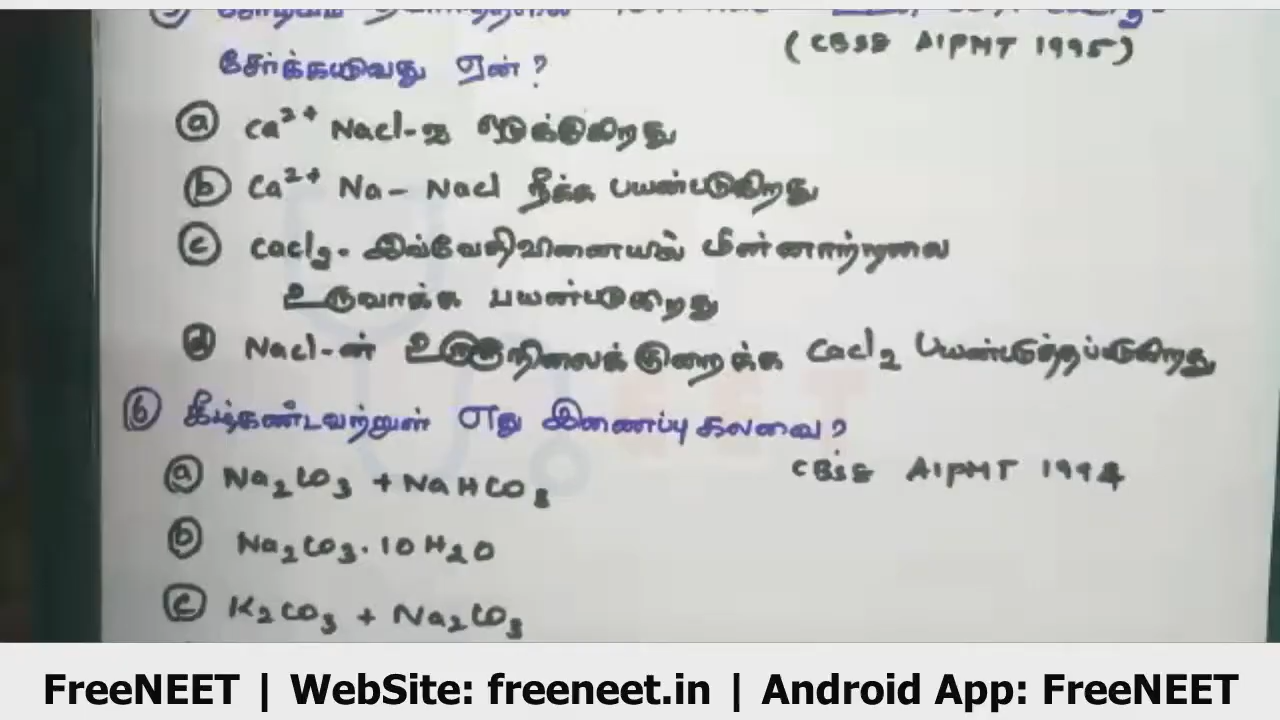 சேர்க்கபடுவது ஏன்?
(CBSE AIPMT 1995)
ⓐ Ca²⁺ Nacl-ஐ ஒடுக்குகிறது
ⓑ Ca²⁺ Na - Nacl நீக்க பயன்படுகிறது
ⓒ cacl₂ - இவ்வேதிவினையில் மின்னாற்றலை
உருவாக்க பயன்படுகிறது
ⓓ Nacl-ன் உருகுநிலைக் குறைக்க Cacl₂ பயன்படுத்தப்படுகிறது
⑥ கீழ்கண்டவற்றுள் எது இணைப்பு கலவை?
CBSE AIPMT 1994
ⓐ Na₂CO₃ + NaHCO₃
ⓑ Na₂CO₃.10H₂O
ⓒ K₂CO₃ + Na₂CO₃
FreeNEET | WebSite: freeneet.in | Android App: FreeNEET